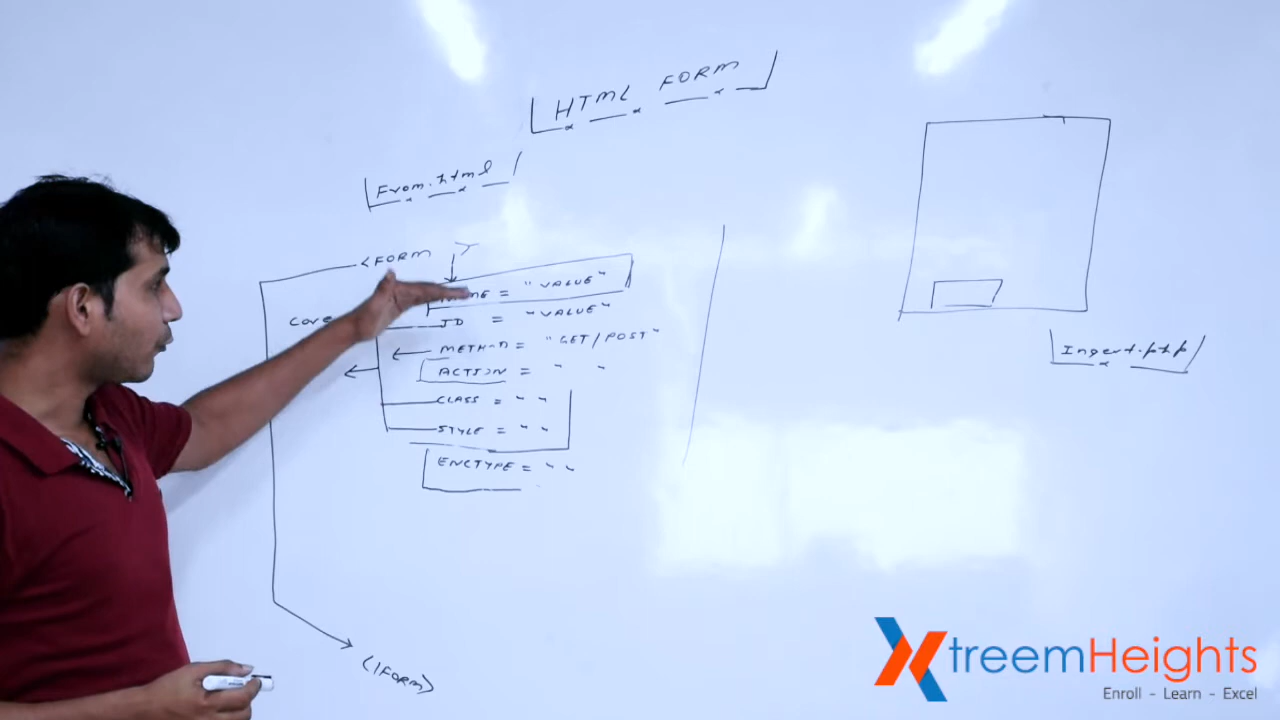 HTML FORM
From.html
<FORM >
NAME = "VALUE"
Core
ID = "VALUE"
METHOD = "GET/POST"
ACTION = " "
CLASS = " "
STYLE = " "
ENCTYPE = " "
</FORM>
Insert.php
XtreemHeights
Enroll - Learn - Excel